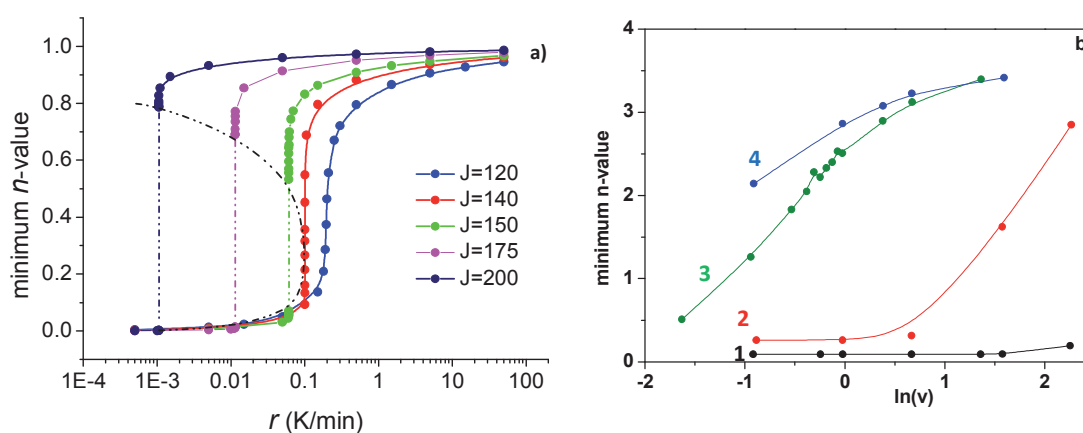 a)
minimum n-value
1.0
0.8
0.6
0.4
0.2
0.0
J=120
J=140
J=150
J=175
J=200
1E-4 1E-3 0.01 0.1 1 10 100
r (K/min)
b
minimum n-value
4
3
2
1
0
4
3
2
1
-2 -1 0 1 2
ln(v)